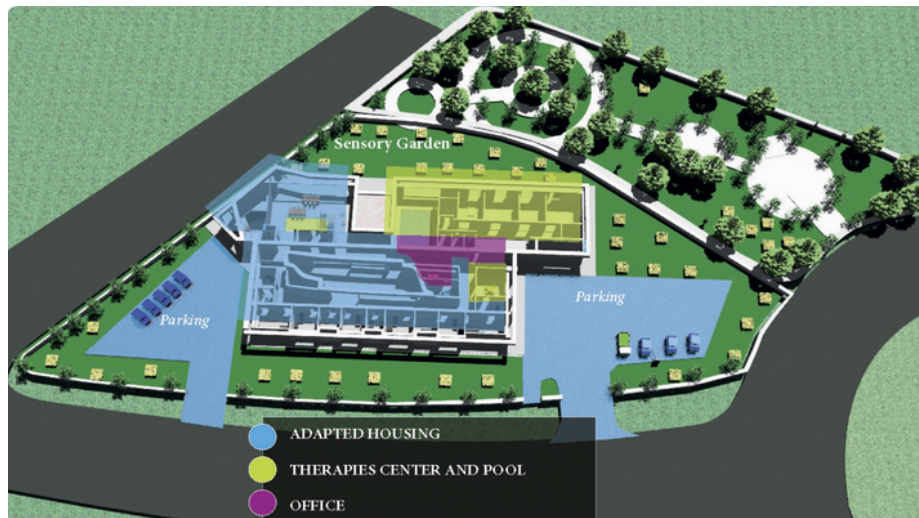 Sensory Garden
Parking
Parking
ADAPTED HOUSING
THERAPIES CENTER AND POOL
OFFICE